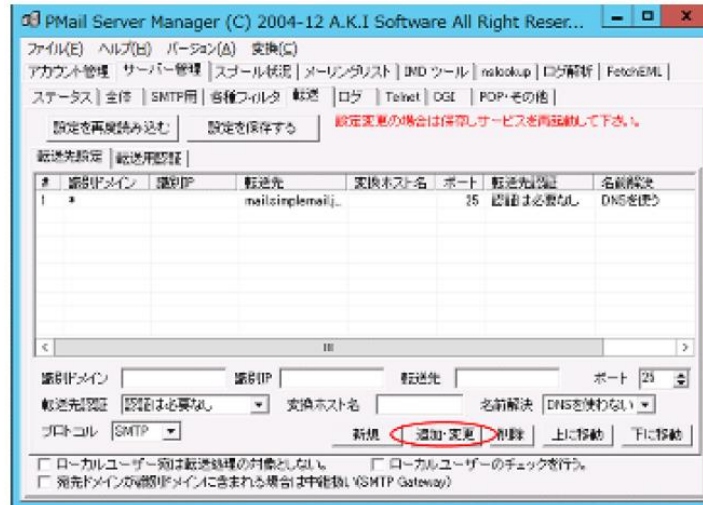 PMail Server Manager (C) 2004-12 A.K.I Software All Right Reser...
ファイル(F) ヘルプ(H) バージョン(A) 変換(C)
アカウント管理 サーバー管理 スプール状況 メーリングリスト IMDツール nslookup ログ解析 FetchEML
ステータス 全体 SMTP用 各種フィルタ 転送 ログ Telnet CGI POP・その他
設定を再度読み込む 設定を保存する 設定変更の場合は保存しサービスを再起動して下さい。
転送先設定 転送用認証
# 識別ドメイン 識別IP 転送先 変換ホスト名 ポート 転送先認証 名前解決
1 * mail.simplemail.j... 25 認証は必要なし DNSを使う
識別ドメイン 識別IP 転送先 ポート 25
転送先認証 認証は必要なし 変換ホスト名 名前解決 DNSを使わない
プロトコル SMTP 新規 追加・変更 削除 上に移動 下に移動
ローカルユーザー宛は転送処理の対象としない。 ローカルユーザーのチェックを行う。
宛先ドメインが識別ドメインに含まれる場合は中継扱い(SMTP Gateway)